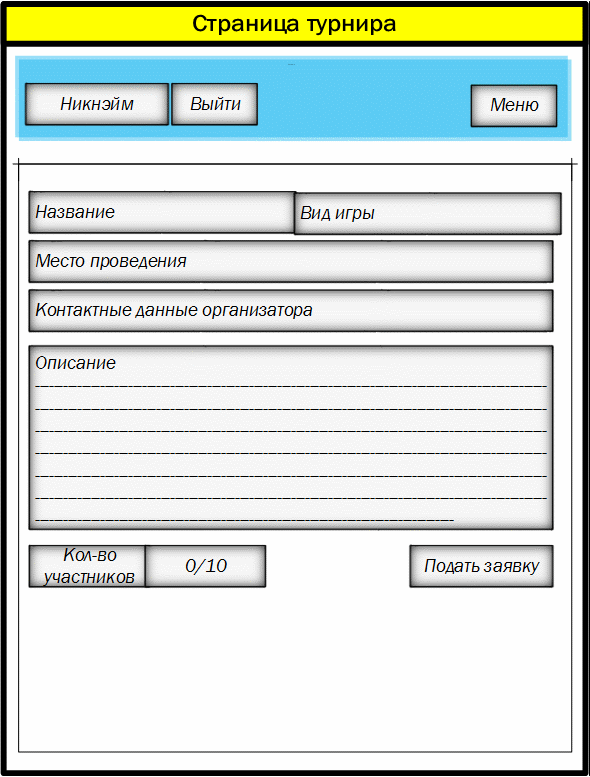 Страница турнира
Никнэйм Выйти Меню
Название Вид игры
Место проведения
Контактные данные организатора
Описание
Кол-во
участников 0/10 Подать заявку